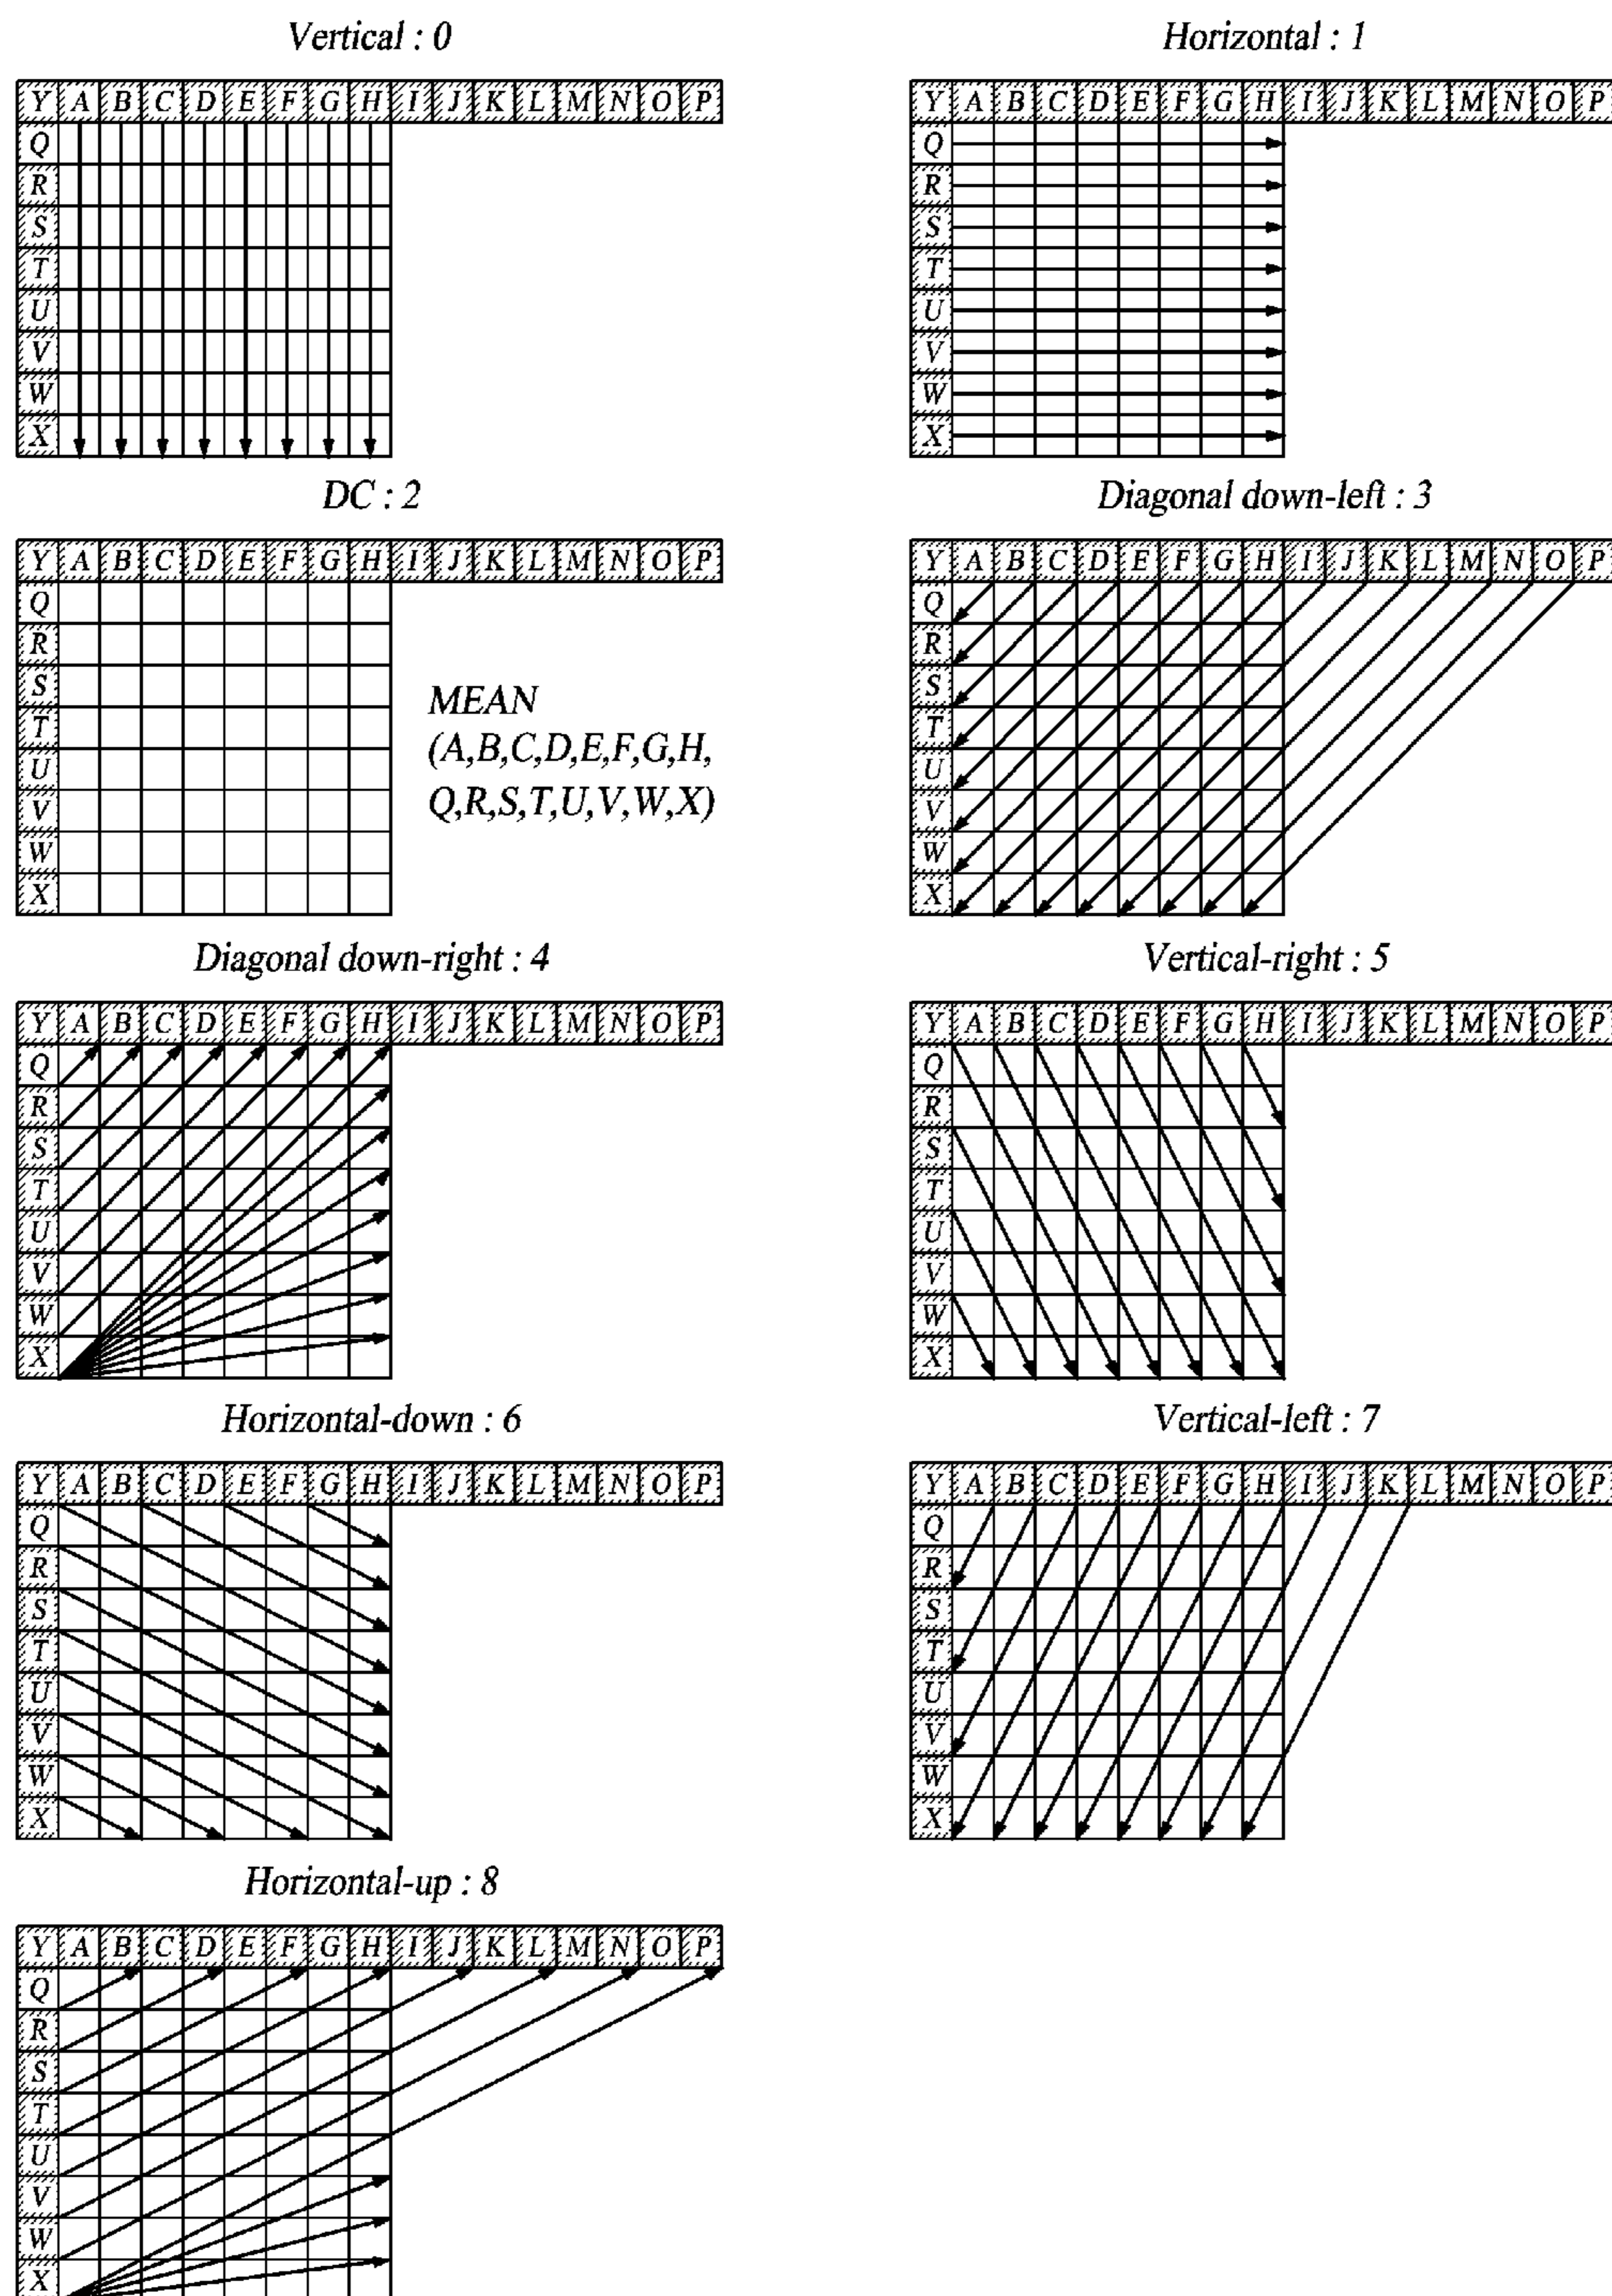 Vertical : 0
Y A B C D E F G H I J K L M N O P
Q
R
S
T
U
V
W
X
Horizontal : 1
Y A B C D E F G H I J K L M N O P
Q
R
S
T
U
V
W
X
DC : 2
Y A B C D E F G H I J K L M N O P
Q
R
S
T
U
V
W
X
MEAN
(A,B,C,D,E,F,G,H,
Q,R,S,T,U,V,W,X)
Diagonal down-left : 3
Y A B C D E F G H I J K L M N O P
Q
R
S
T
U
V
W
X
Diagonal down-right : 4
Y A B C D E F G H I J K L M N O P
Q
R
S
T
U
V
W
X
Vertical-right : 5
Y A B C D E F G H I J K L M N O P
Q
R
S
T
U
V
W
X
Horizontal-down : 6
Y A B C D E F G H I J K L M N O P
Q
R
S
T
U
V
W
X
Vertical-left : 7
Y A B C D E F G H I J K L M N O P
Q
R
S
T
U
V
W
X
Horizontal-up : 8
Y A B C D E F G H I J K L M N O P
Q
R
S
T
U
V
W
X